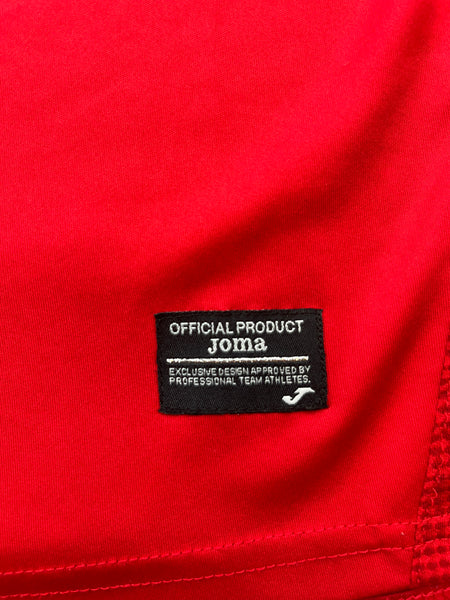 OFFICIAL PRODUCT
Joma
EXCLUSIVE DESIGN APPROVED BY
PROFESSIONAL TEAM ATHLETES.